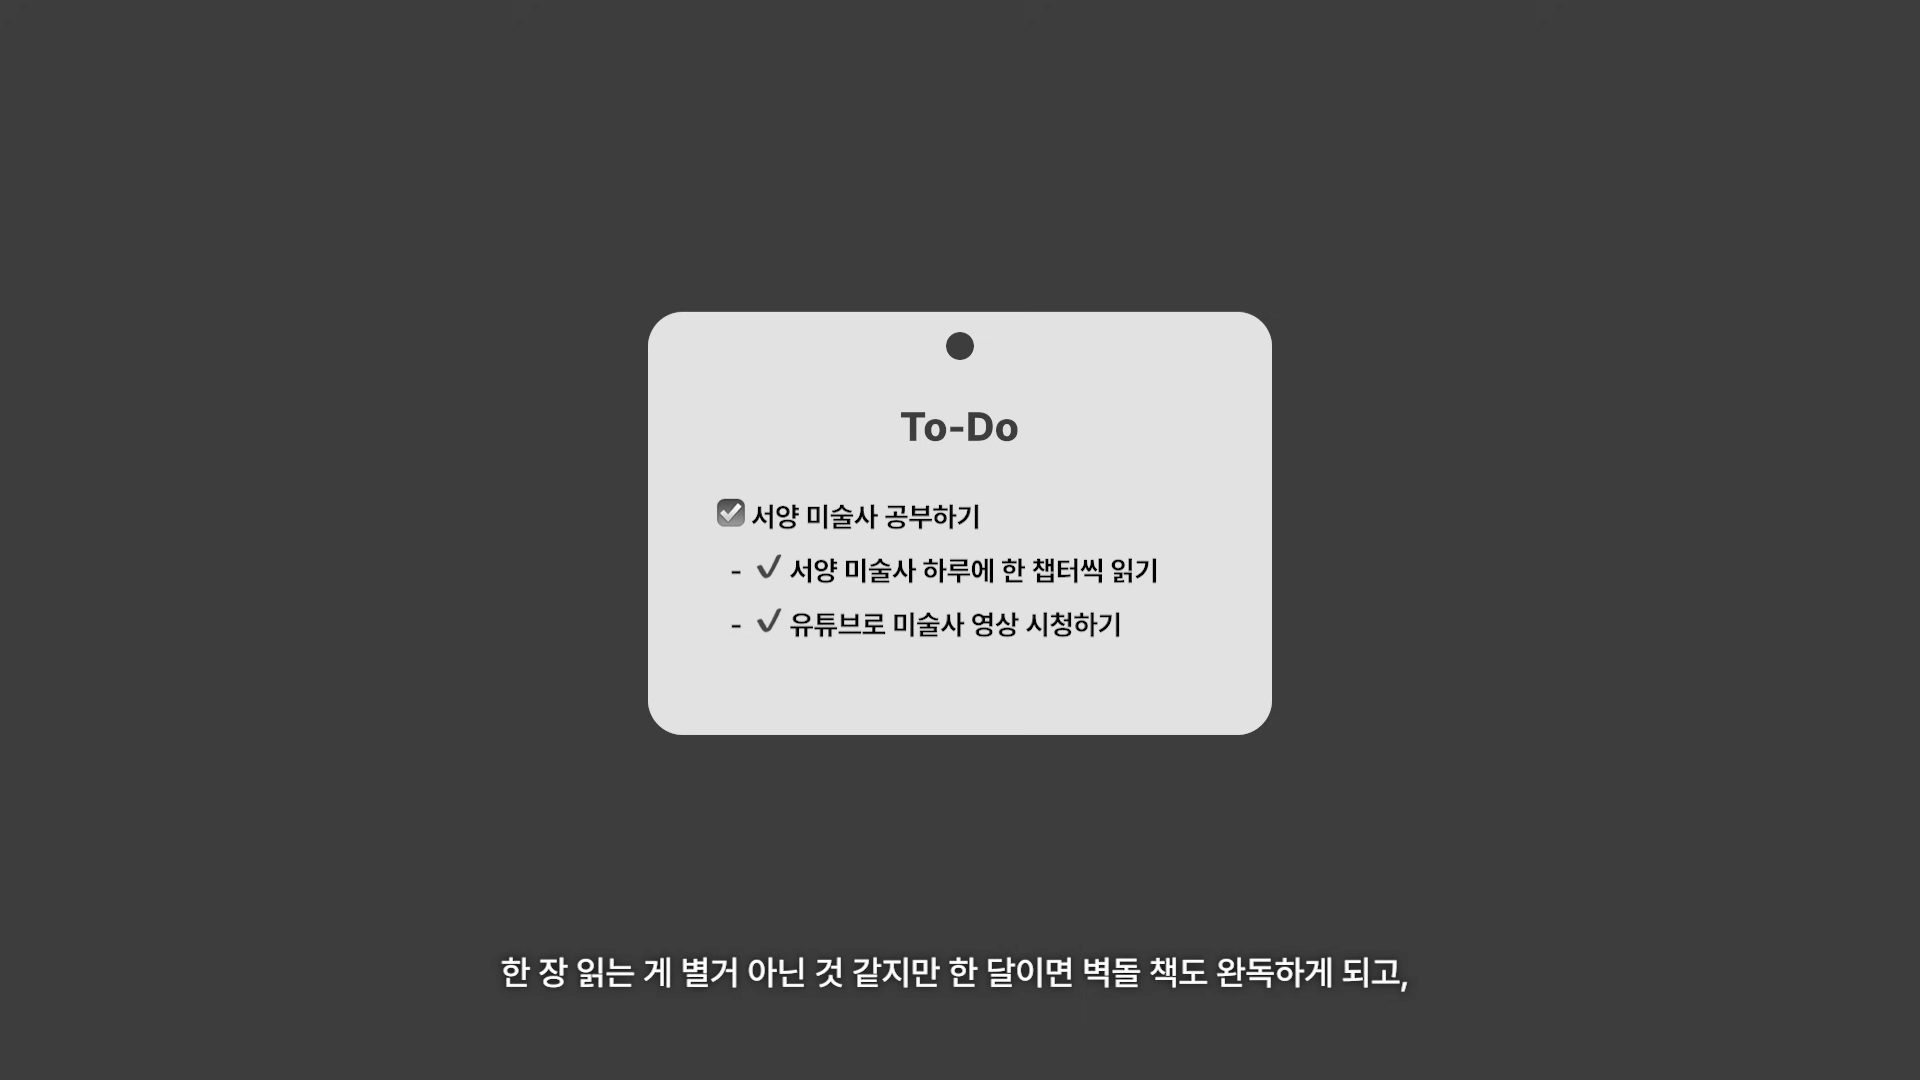 To-Do
서양 미술사 공부하기
- 서양 미술사 하루에 한 챕터씩 읽기
- 유튜브로 미술사 영상 시청하기
한 장 읽는 게 별거 아닌 것 같지만 한 달이면 벽돌 책도 완독하게 되고,